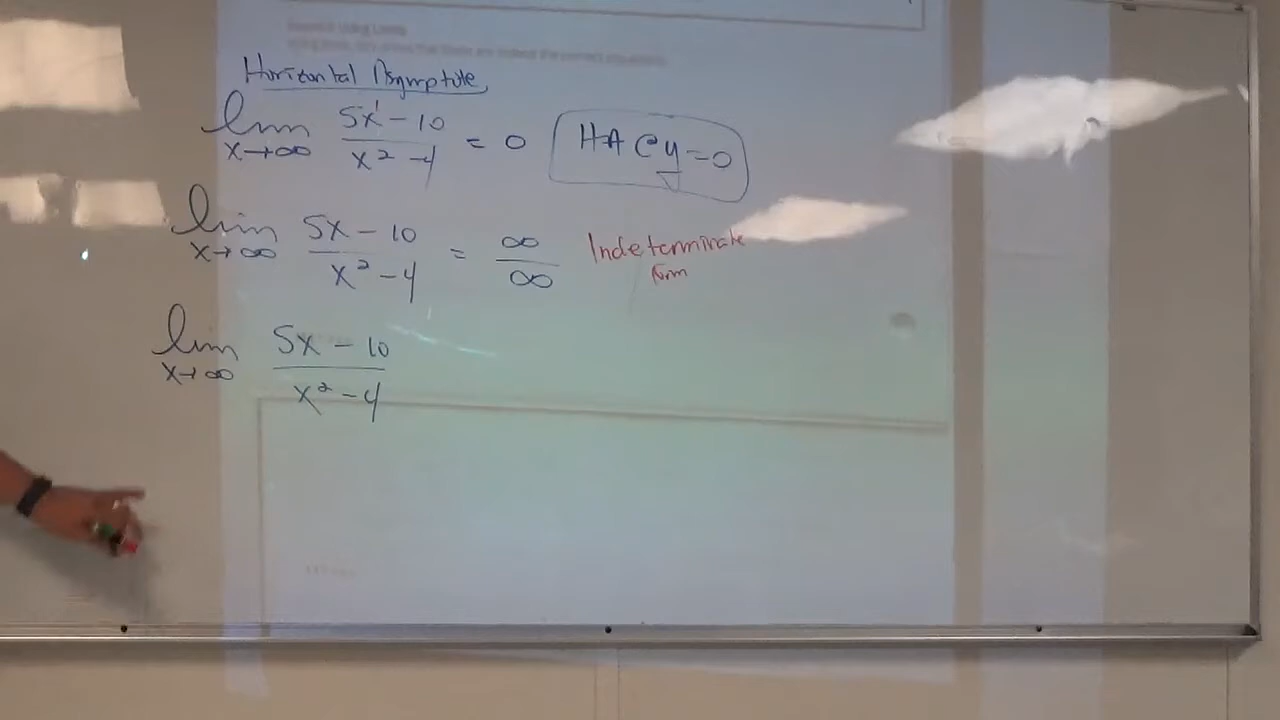 Horizontal Asymptote
lim x→∞ 5x¹ - 10 / x² - 4 = 0 HA @ y=0
lim x→∞ 5x - 10 / x² - 4 = ∞ / ∞ Indeterminate form
lim x→∞ 5x - 10 / x² - 4